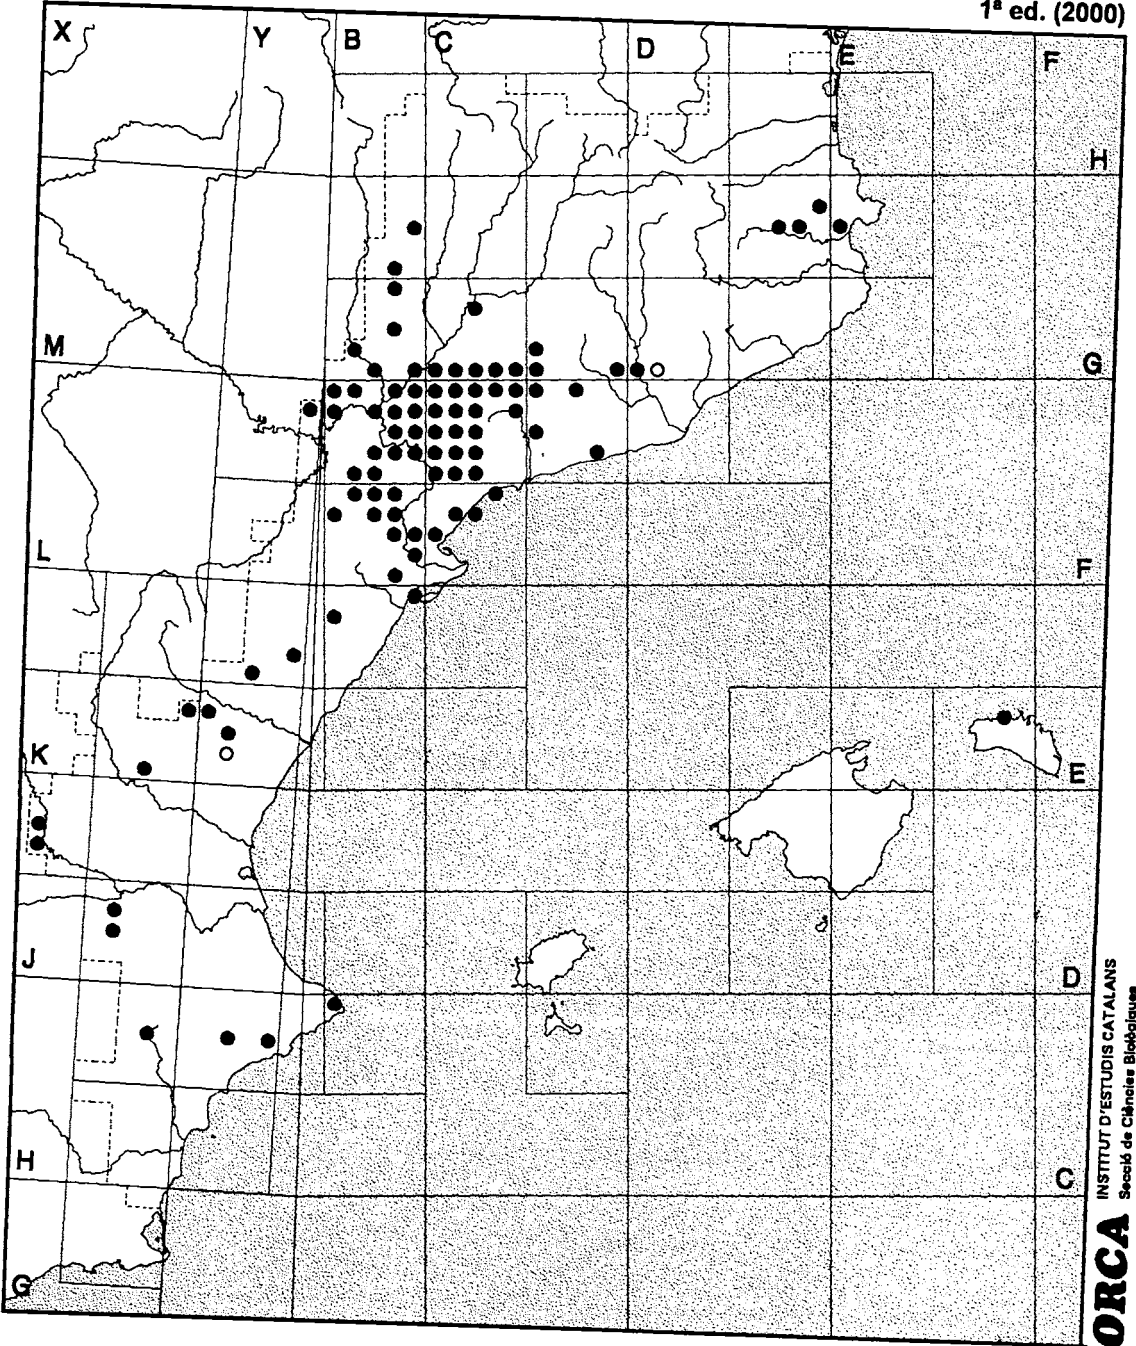 1ª ed. (2000)
X
Y
B
C
D
E
F
H
M
G
L
F
K
E
J
D
H
C
G
ORCA
INSTITUT D'ESTUDIS CATALANS
Secció de Ciències Biològiques